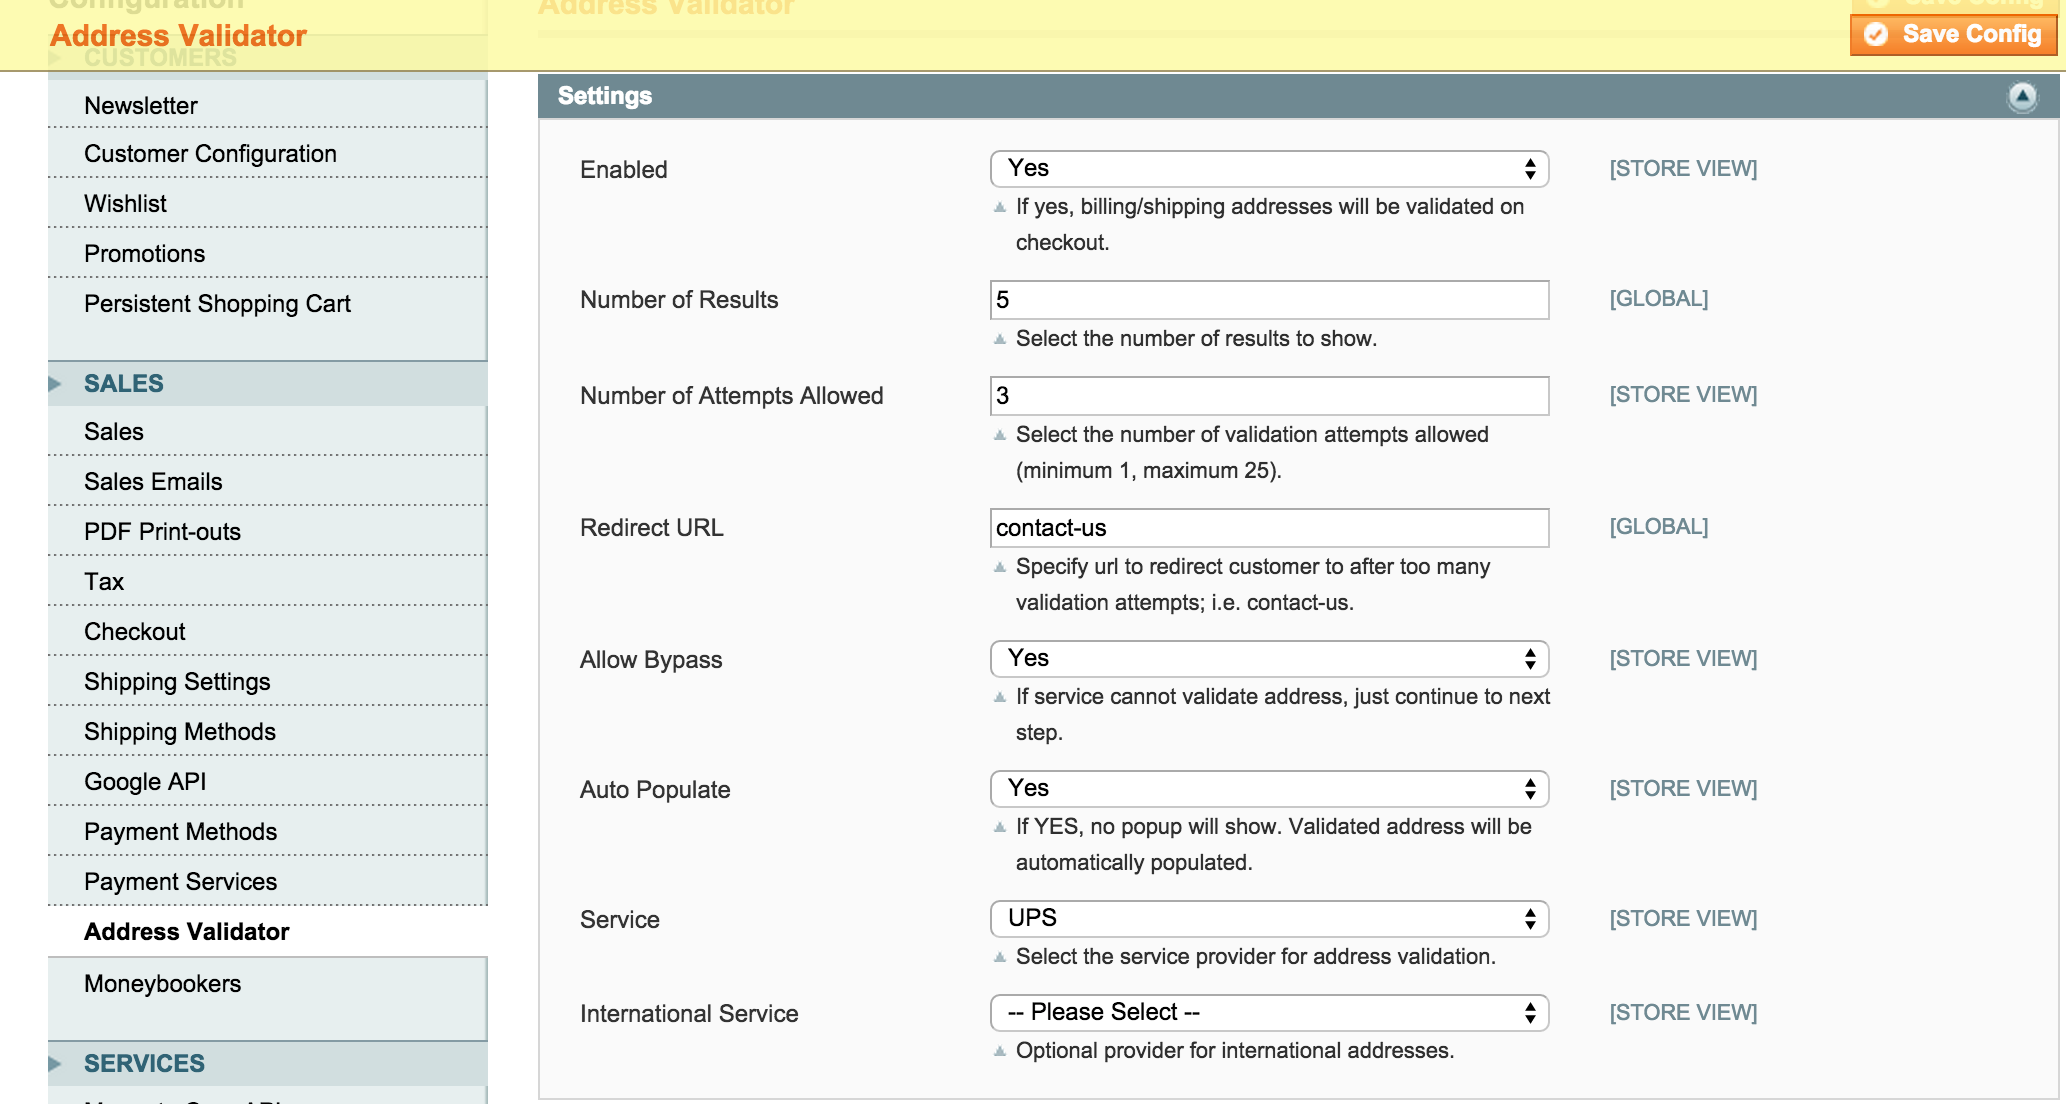 Configuration
Address Validator
CUSTOMERS
Newsletter
Customer Configuration
Wishlist
Promotions
Persistent Shopping Cart
SALES
Sales
Sales Emails
PDF Print-outs
Tax
Checkout
Shipping Settings
Shipping Methods
Google API
Payment Methods
Payment Services
Address Validator
Moneybookers
SERVICES
Address Validator
Save Config
Save Config
Settings
Enabled
Yes
[STORE VIEW]
If yes, billing/shipping addresses will be validated on
checkout.
Number of Results
5
[GLOBAL]
Select the number of results to show.
Number of Attempts Allowed
3
[STORE VIEW]
Select the number of validation attempts allowed
(minimum 1, maximum 25).
Redirect URL
contact-us
[GLOBAL]
Specify url to redirect customer to after too many
validation attempts; i.e. contact-us.
Allow Bypass
Yes
[STORE VIEW]
If service cannot validate address, just continue to next
step.
Auto Populate
Yes
[STORE VIEW]
If YES, no popup will show. Validated address will be
automatically populated.
Service
UPS
[STORE VIEW]
Select the service provider for address validation.
International Service
-- Please Select --
[STORE VIEW]
Optional provider for international addresses.